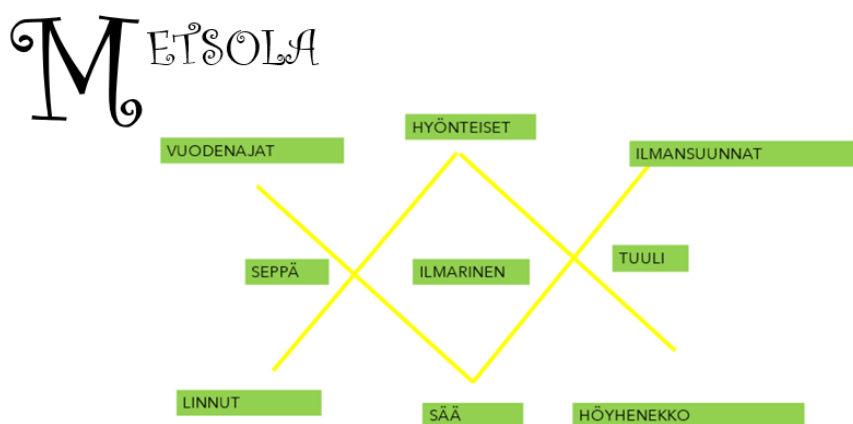 METSOLA
HYÖNTEISET
VUODENAJAT
ILMANSUUNNAT
SEPPÄ
ILMARINEN
TUULI
LINNUT
SÄÄ
HÖYHENEKKO